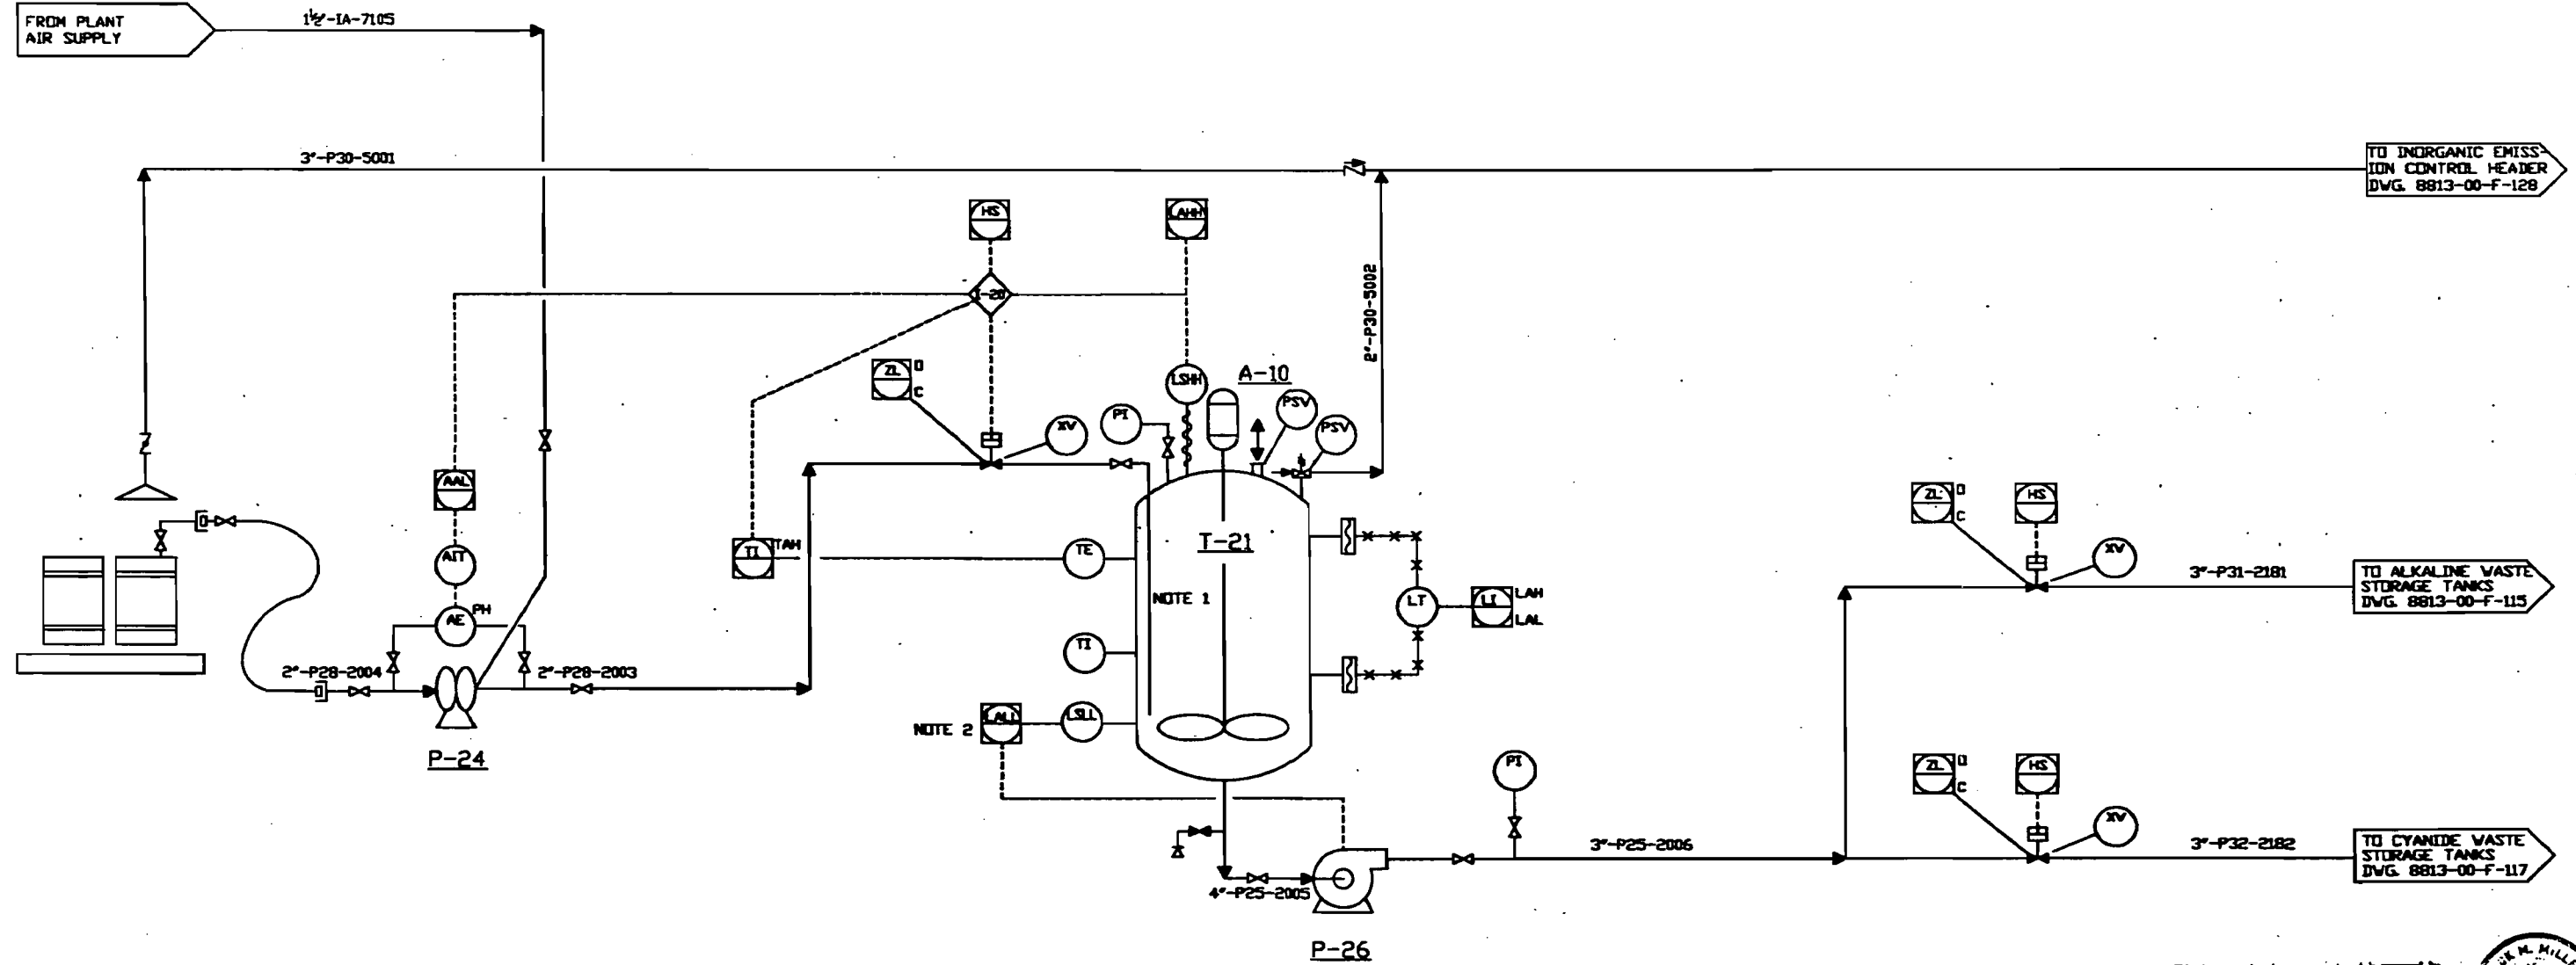 FROM PLANT
AIR SUPPLY
1½"-IA-7105
3"-P30-5001
TO INORGANIC EMISS-
ION CONTROL HEADER
DWG. 8813-00-F-128
HS
LAHH
I-20
2"-P30-5002
ZL
O
C
LSHH
A-10
PSV
PI
XV
PSV
AAL
ZL
O
C
HS
T-21
AIT
TI
TAH
TE
XV
3"-P31-2181
TO ALKALINE WASTE
STORAGE TANKS
DWG. 8813-00-F-115
NOTE 1
LT
LI
LAH
LAL
AE
PH
TI
2"-P28-2004
2"-P28-2003
NOTE 2
LALL
LSLL
P-24
PI
ZL
O
C
HS
XV
3"-P25-2006
3"-P32-2182
TO CYANIDE WASTE
STORAGE TANKS
DWG. 8813-00-F-117
4"-P25-2005
P-26